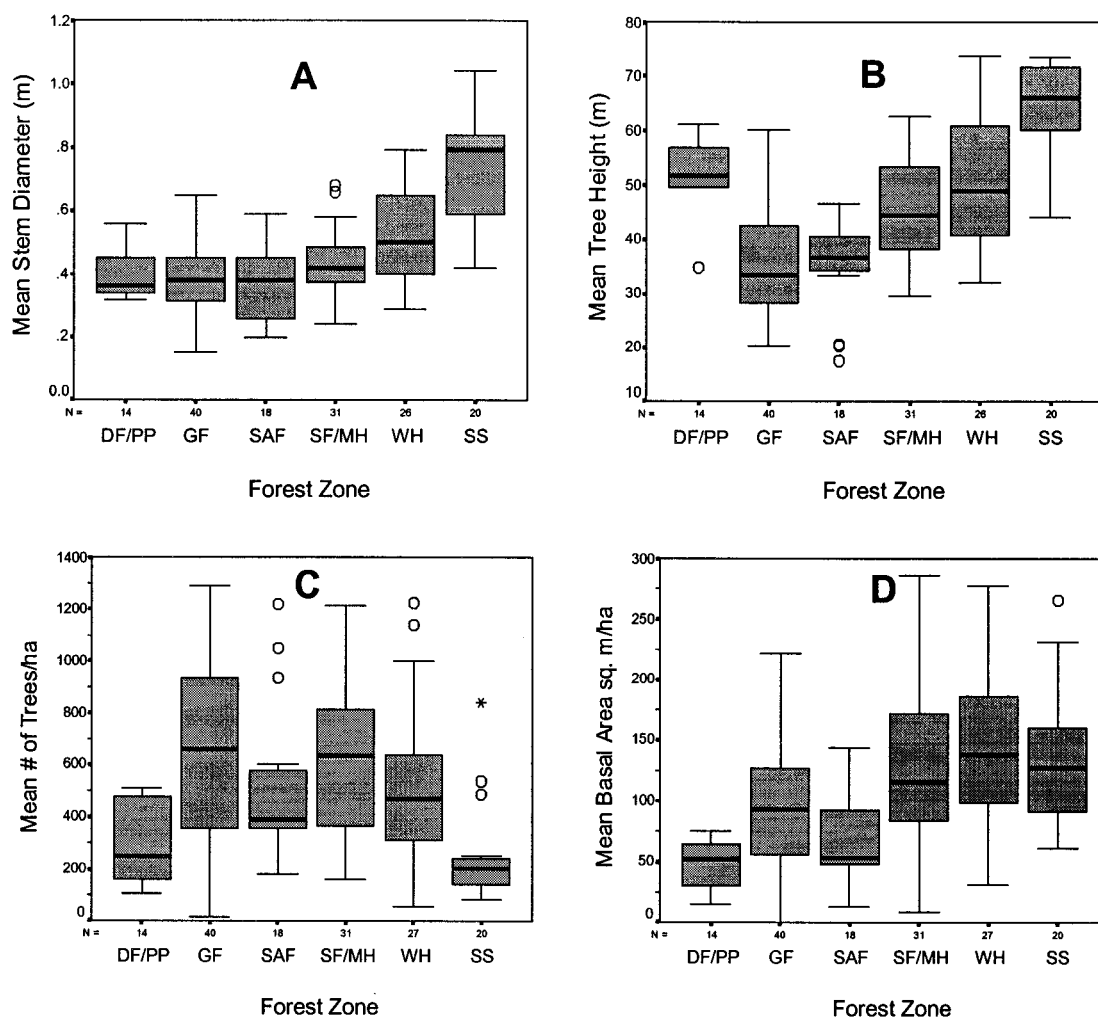 A
Mean Stem Diameter (m)
1.2
1.0
.8
.6
.4
.2
0.0
N = 14 40 18 31 26 20
DF/PP GF SAF SF/MH WH SS
Forest Zone
B
Mean Tree Height (m)
80
70
60
50
40
30
20
10
N = 14 40 18 31 26 20
DF/PP GF SAF SF/MH WH SS
Forest Zone
C
Mean # of Trees/ha
1400
1200
1000
800
600
400
200
0
N = 14 40 18 31 27 20
DF/PP GF SAF SF/MH WH SS
Forest Zone
D
Mean Basal Area sq. m/ha
300
250
200
150
100
50
0
N = 14 40 18 31 27 20
DF/PP GF SAF SF/MH WH SS
Forest Zone